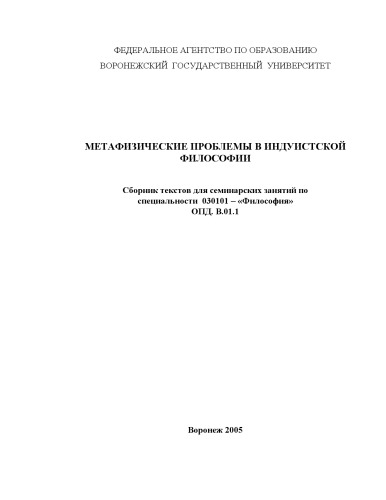 ФЕДЕРАЛЬНОЕ АГЕНТСТВО ПО ОБРАЗОВАНИЮ
ВОРОНЕЖСКИЙ ГОСУДАРСТВЕННЫЙ УНИВЕРСИТЕТ
МЕТАФИЗИЧЕСКИЕ ПРОБЛЕМЫ В ИНДУИСТСКОЙ
ФИЛОСОФИИ
Сборник текстов для семинарских занятий по
специальности 030101 – «Философия»
ОПД. В.01.1
Воронеж 2005